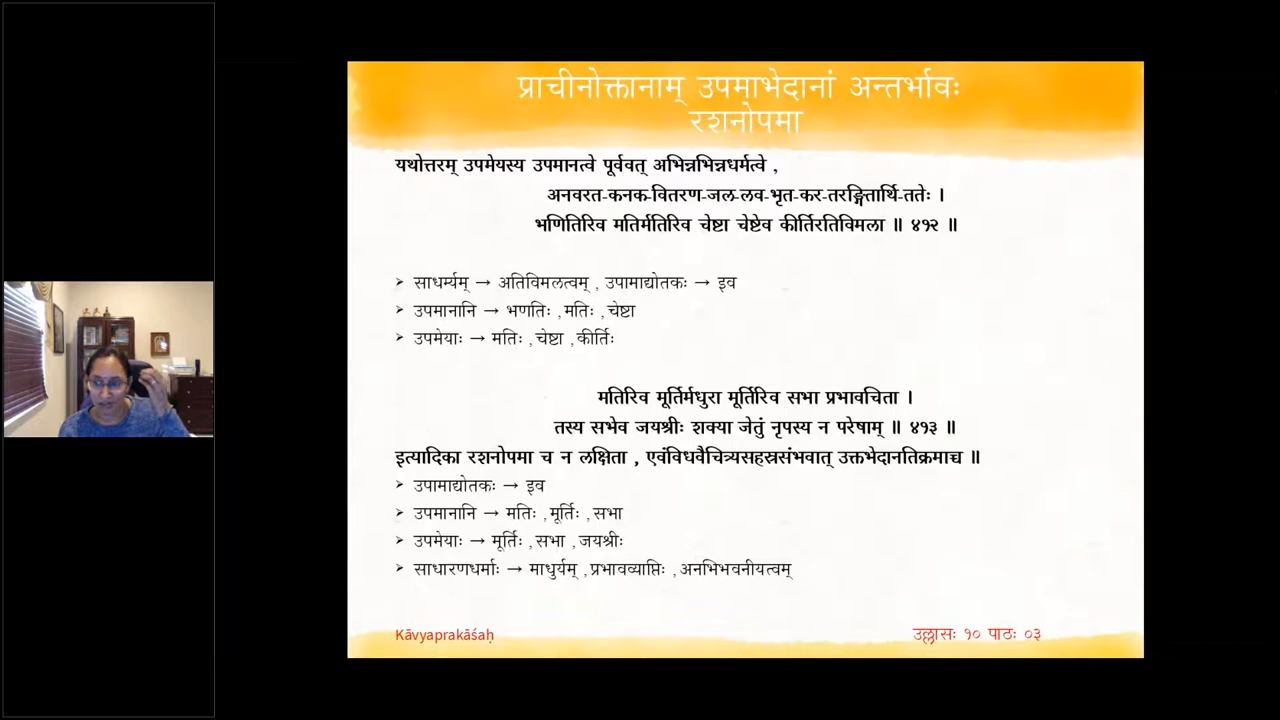 प्राचीनोक्तानाम् उपमाभेदानां अन्तर्भावः
रशनोपमा
यथोत्तरम् उपमेयस्य उपमानत्वे पूर्ववत् अभिन्नभिन्नधर्मत्वे ,
अनवरत-कनक-वितरण-जल-लव-भृत-कर-तरङ्गितार्थि-ततेः ।
भणितिरिव मतिर्मतिरिव चेष्टा चेष्टेव कीर्तिरतिविमला ॥ ४१२ ॥
➢ साधर्म्यम् → अतिविमलत्वम् , उपामाद्योतकः → इव
➢ उपमानानि → भणतिः ,मतिः ,चेष्टा
➢ उपमेयाः → मतिः ,चेष्टा ,कीर्तिः
मतिरिव मूर्तिर्मधुरा मूर्तिरिव सभा प्रभावचिता ।
तस्य सभेव जयश्रीः शक्या जेतुं नृपस्य न परेषाम् ॥ ४१३ ॥
इत्यादिका रशनोपमा च न लक्षिता , एवंविधवैचित्र्यसहस्रसंभवात् उक्तभेदानतिक्रमाच्च ॥
➢ उपामाद्योतकः → इव
➢ उपमानानि → मतिः ,मूर्तिः ,सभा
➢ उपमेयाः → मूर्तिः ,सभा ,जयश्रीः
➢ साधारणधर्माः → माधुर्यम् ,प्रभावव्याप्तिः ,अनभिभवनीयत्वम्
Kāvyaprakāśaḥ
उल्लासः १० पाठः ०३